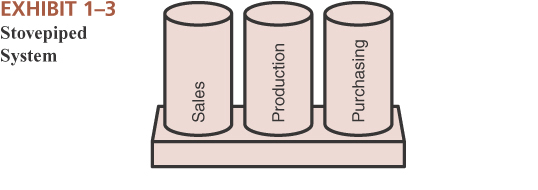 EXHIBIT 1–3
Stovepiped
System
Sales
Production
Purchasing